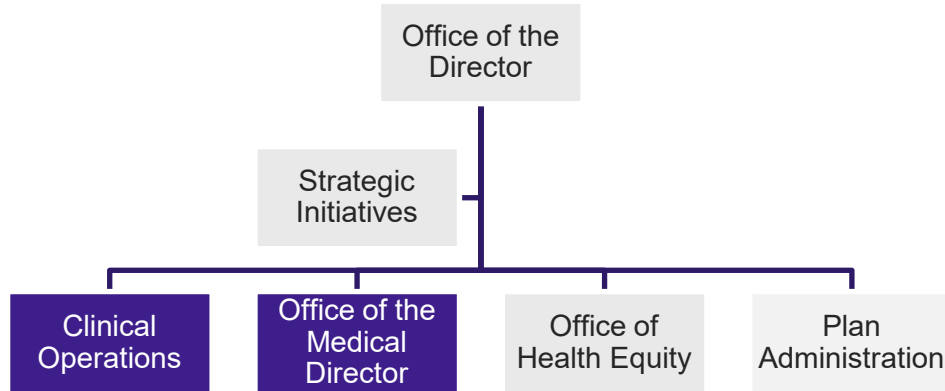 Office of the
Director
Strategic
Initiatives
Clinical
Operations
Office of the
Medical
Director
Office of
Health Equity
Plan
Administration